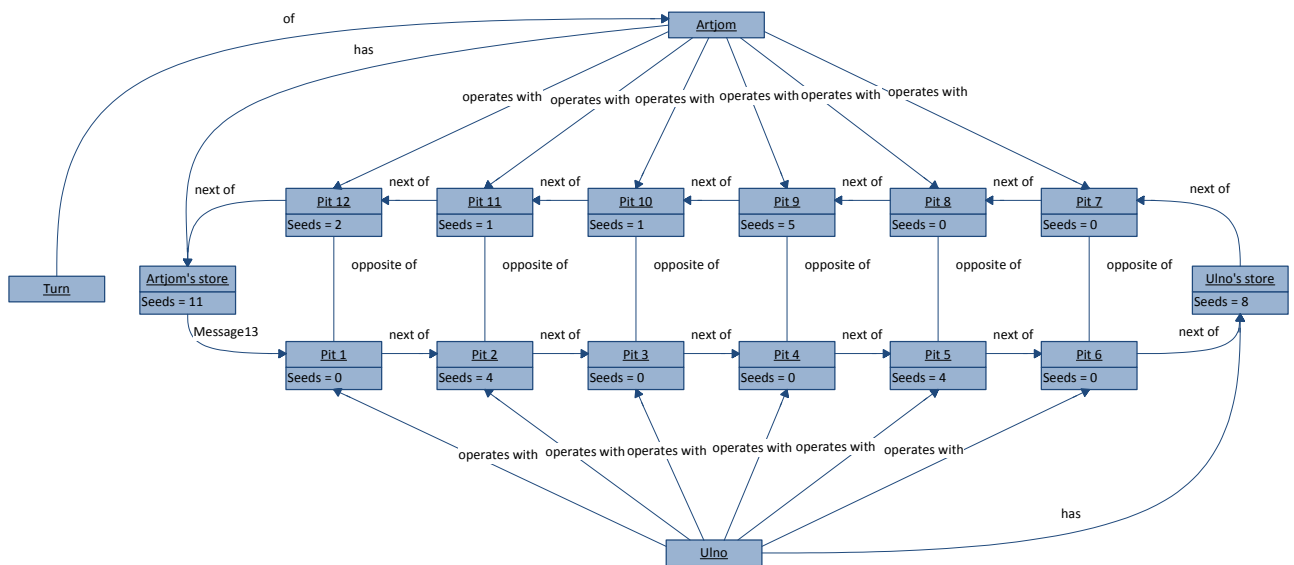 of
Artjom
has
operates with operates with operates with operates with operates with operates with
next of next of next of next of next of next of next of
Pit 12 Pit 11 Pit 10 Pit 9 Pit 8 Pit 7
Seeds = 2 Seeds = 1 Seeds = 1 Seeds = 5 Seeds = 0 Seeds = 0
opposite of opposite of opposite of opposite of opposite of opposite of
Turn Artjom's store Ulno's store
Seeds = 11 Seeds = 8
Message13 next of next of next of next of next of next of
Pit 1 Pit 2 Pit 3 Pit 4 Pit 5 Pit 6
Seeds = 0 Seeds = 4 Seeds = 0 Seeds = 0 Seeds = 4 Seeds = 0
operates with operates with operates with operates with operates with operates with
has
Ulno